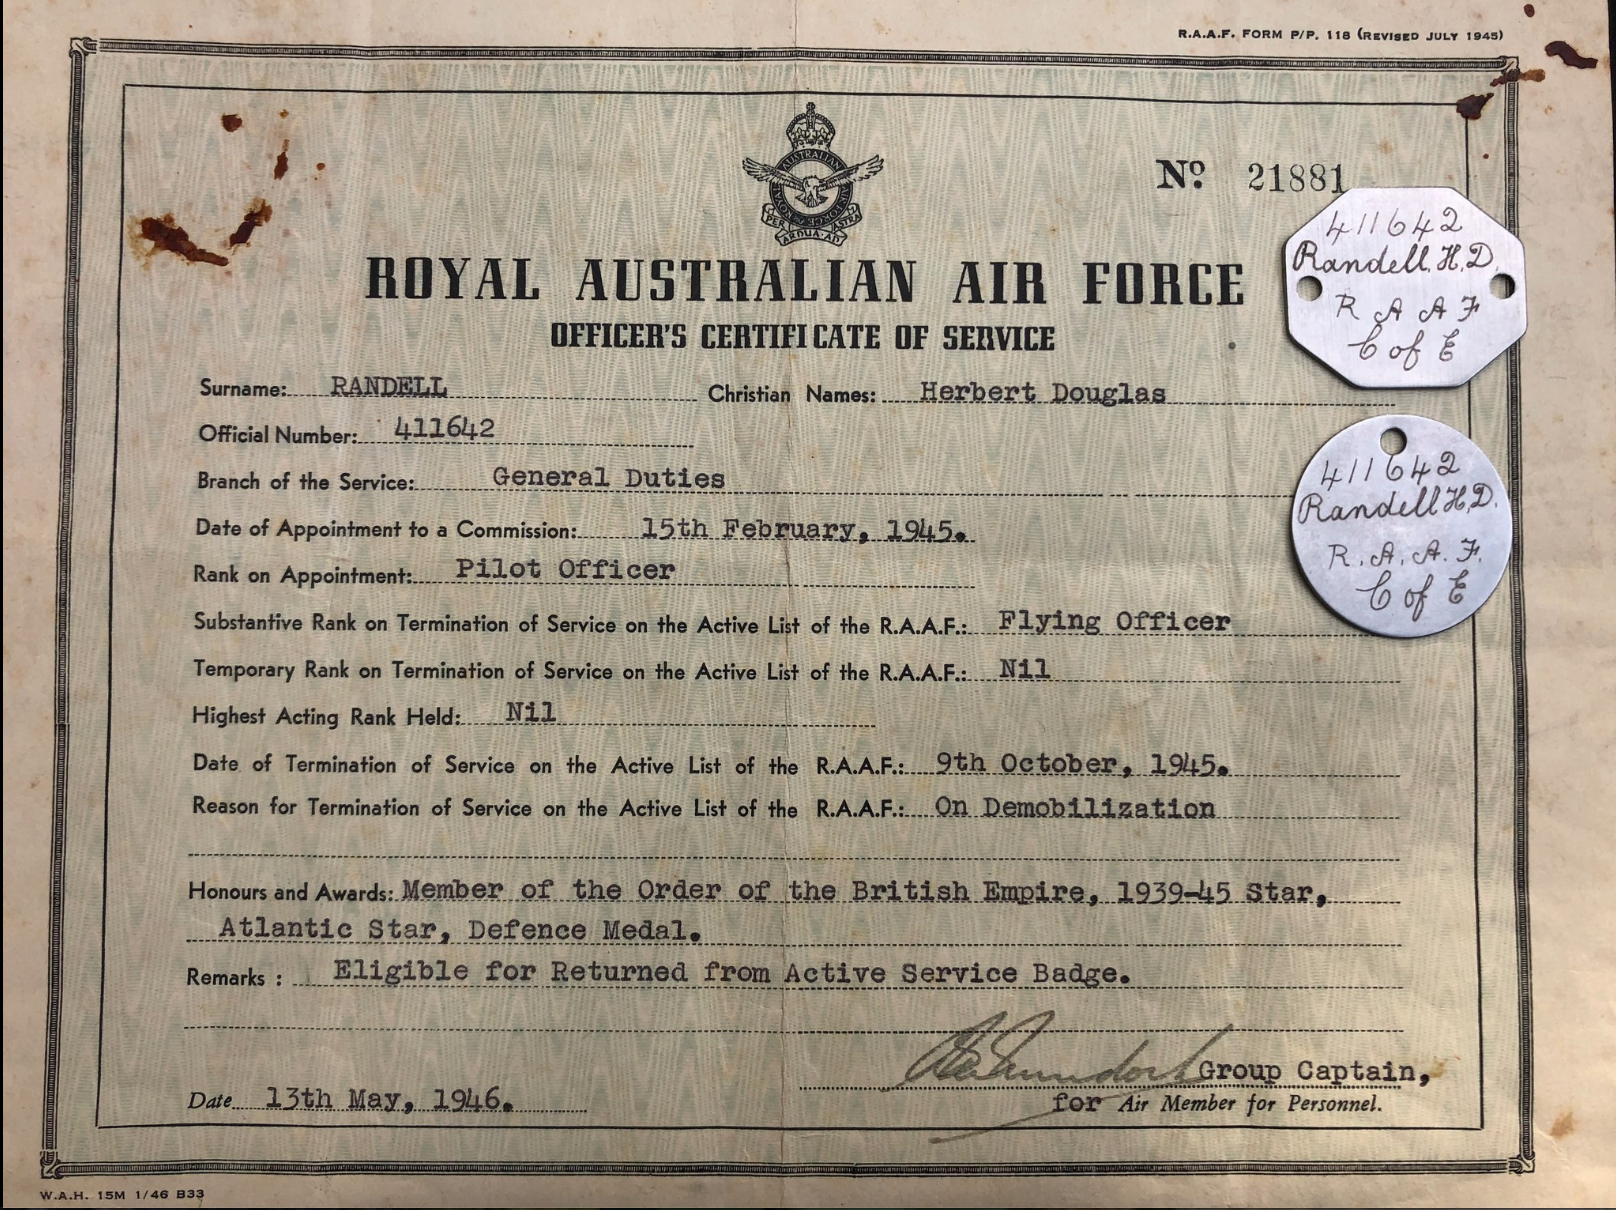 R.A.A.F. FORM P/P. 118 (REVISED JULY 1945)
No. 21881
AUSTRALIAN
PER ARDUA AD ASTRA
ROYAL AUSTRALIAN AIR FORCE
OFFICER'S CERTIFICATE OF SERVICE
Surname: RANDELL Christian Names: Herbert Douglas
Official Number: 411642
Branch of the Service: General Duties
Date of Appointment to a Commission: 15th February, 1945.
Rank on Appointment: Pilot Officer
Substantive Rank on Termination of Service on the Active List of the R.A.A.F.: Flying Officer
Temporary Rank on Termination of Service on the Active List of the R.A.A.F.: Nil
Highest Acting Rank Held: Nil
Date of Termination of Service on the Active List of the R.A.A.F.: 9th October, 1945.
Reason for Termination of Service on the Active List of the R.A.A.F.: On Demobilization
Honours and Awards: Member of the Order of the British Empire, 1939-45 Star,
Atlantic Star, Defence Medal.
Remarks : Eligible for Returned from Active Service Badge.
Group Captain,
Date 13th May, 1946. for Air Member for Personnel.
W.A.H. 15M 1/46 B33
411642
Randell. H.D.
R A A F
C of E
411642
Randell H.D.
R. A. A. F.
C of E